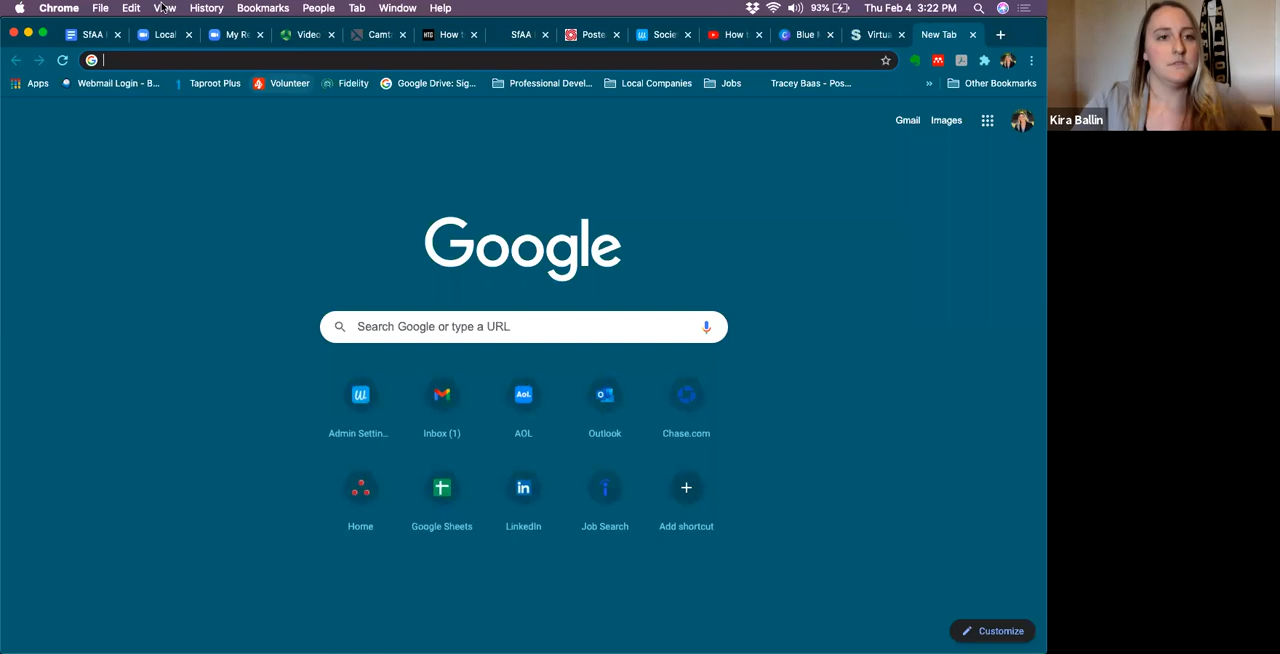 Chrome File Edit View History Bookmarks People Tab Window Help 93% Thu Feb 4 3:22 PM
SfAA Local My Re Video Camta How t SfAA Poste Socie How t Blue M Virtua New Tab
Apps Webmail Login - B... Taproot Plus Volunteer Fidelity Google Drive: Sig... Professional Devel... Local Companies Jobs Tracey Baas - Pos... » Other Bookmarks
Kira Ballin
Gmail Images
Google
Search Google or type a URL
Admin Settin... Inbox (1) AOL Outlook Chase.com
Home Google Sheets LinkedIn Job Search Add shortcut
Customize